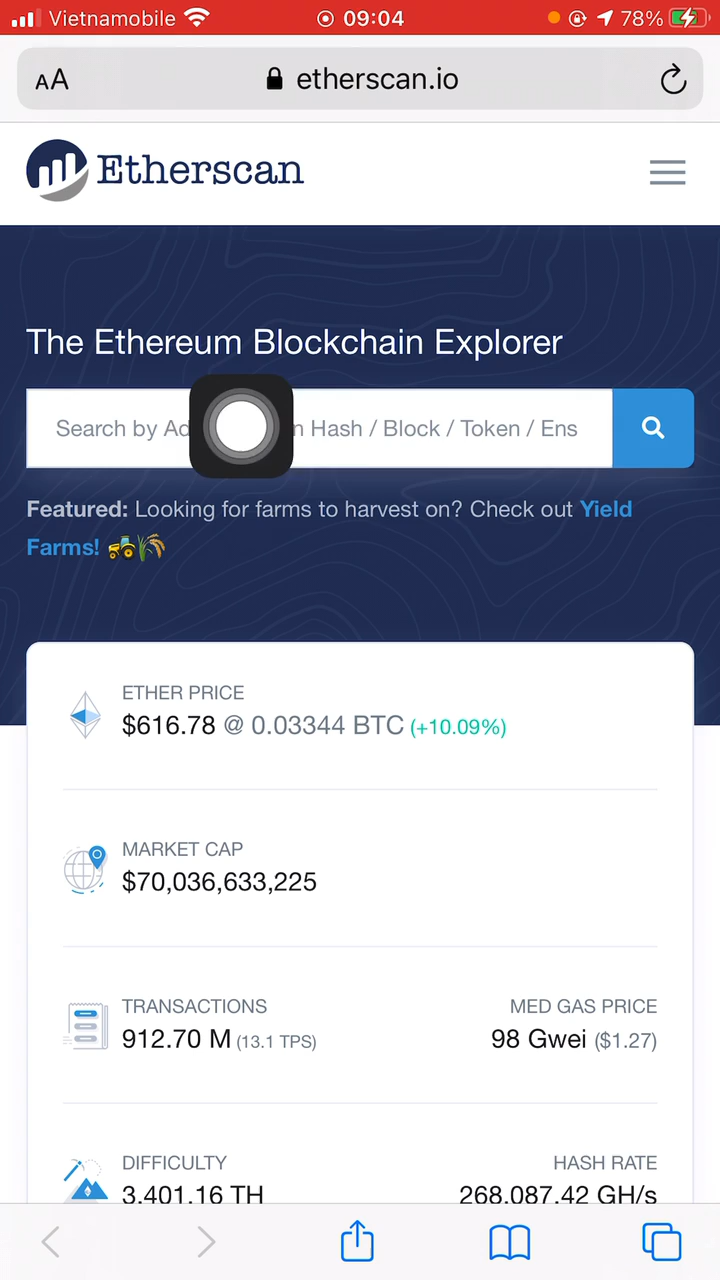 Vietnamobile 09:04 78%
AA etherscan.io
Etherscan
The Ethereum Blockchain Explorer
Search by Ad n Hash / Block / Token / Ens
Featured: Looking for farms to harvest on? Check out Yield
Farms!
ETHER PRICE
$616.78 @ 0.03344 BTC (+10.09%)
MARKET CAP
$70,036,633,225
TRANSACTIONS MED GAS PRICE
912.70 M (13.1 TPS) 98 Gwei ($1.27)
DIFFICULTY HASH RATE
3,401.16 TH 268,087.42 GH/s